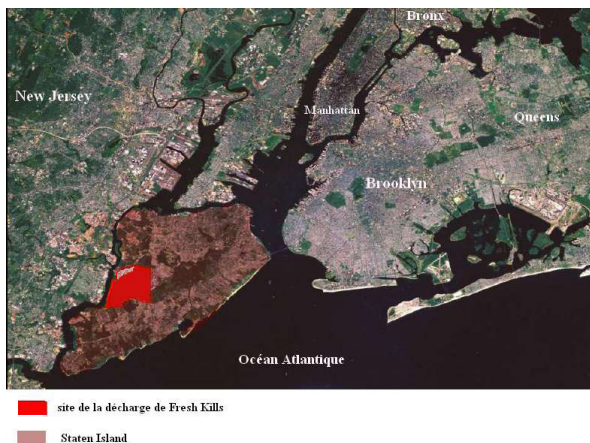 Bronx
New Jersey
Manhattan
Queens
Brooklyn
Océan Atlantique
site de la décharge de Fresh Kills
Staten Island